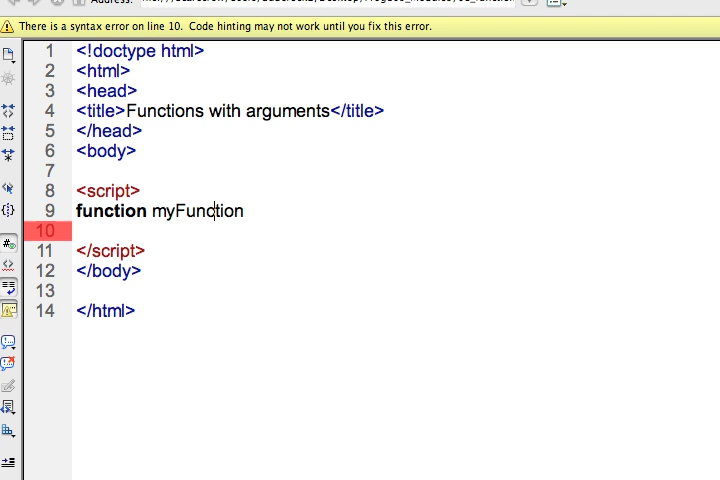 Address:
There is a syntax error on line 10. Code hinting may not work until you fix this error.
1 <!doctype html>
2 <html>
3 <head>
4 <title>Functions with arguments</title>
5 </head>
6 <body>
7
8 <script>
9 function myFunction
10
11 </script>
12 </body>
13
14 </html>